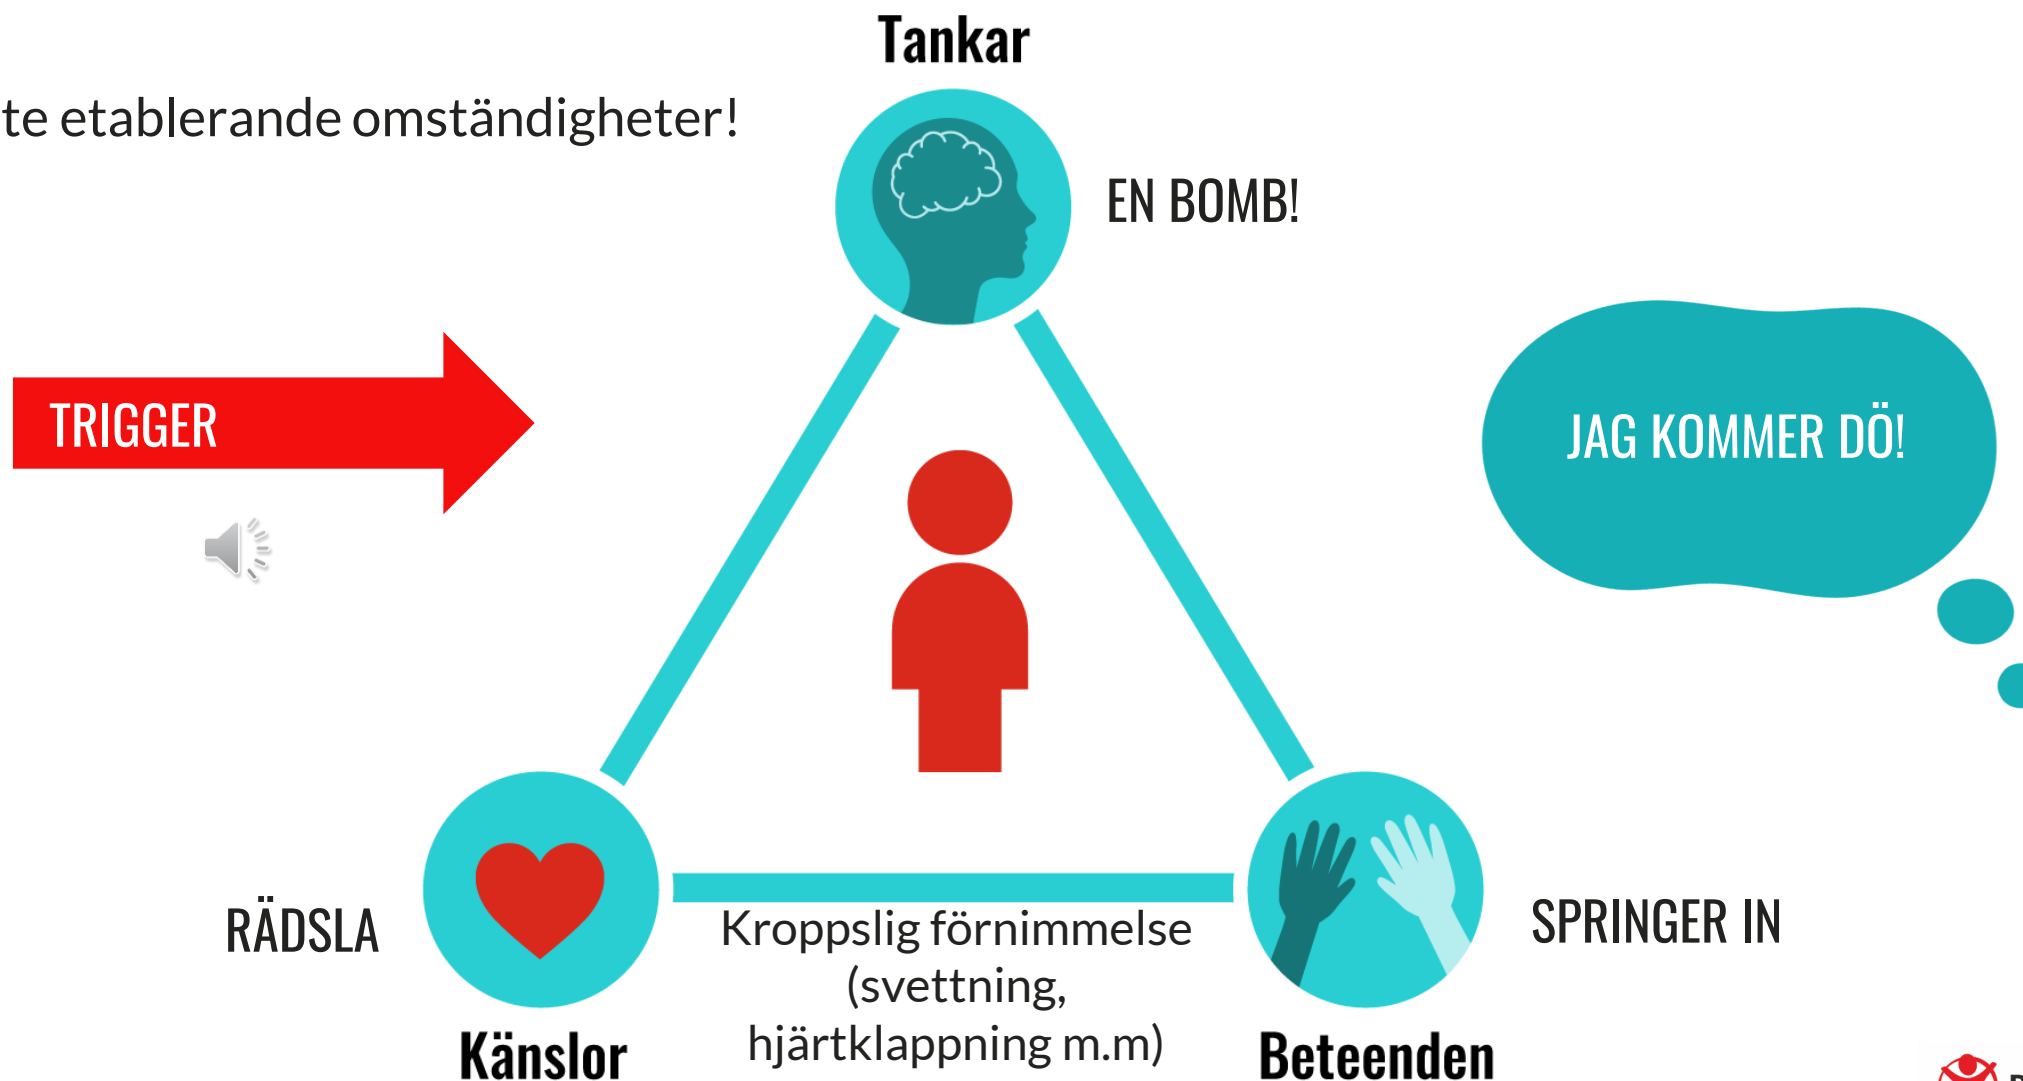 Tankar
te etablerande omständigheter!
EN BOMB!
TRIGGER
JAG KOMMER DÖ!
RÄDSLA
Kroppslig förnimmelse
(svettning,
hjärtklappning m.m)
SPRINGER IN
Känslor
Beteenden